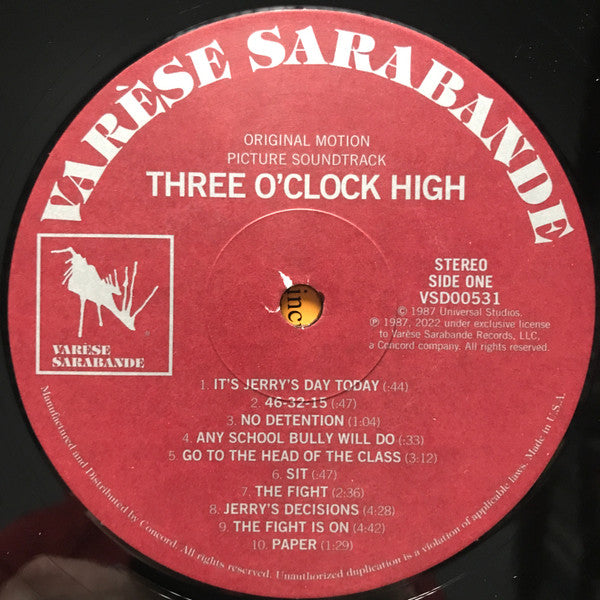 VARÈSE SARABANDE
ORIGINAL MOTION
PICTURE SOUNDTRACK
THREE O'CLOCK HIGH
VARÈSE
SARABANDE
STEREO
SIDE ONE
VSD00531
© 1987 Universal Studios.
℗ 1987, 2022 under exclusive license
to Varèse Sarabande Records, LLC,
a Concord company. All rights reserved.
inc
1. IT'S JERRY'S DAY TODAY (:44)
2. 46-32-15 (:47)
3. NO DETENTION (1:04)
4. ANY SCHOOL BULLY WILL DO (:33)
5. GO TO THE HEAD OF THE CLASS (3:12)
6. SIT (:47)
7. THE FIGHT (2:36)
8. JERRY'S DECISIONS (4:28)
9. THE FIGHT IS ON (4:42)
10. PAPER (1:29)
Manufactured and Distributed by Concord. All rights reserved. Unauthorized duplication is a violation of applicable laws. Made in U.S.A.